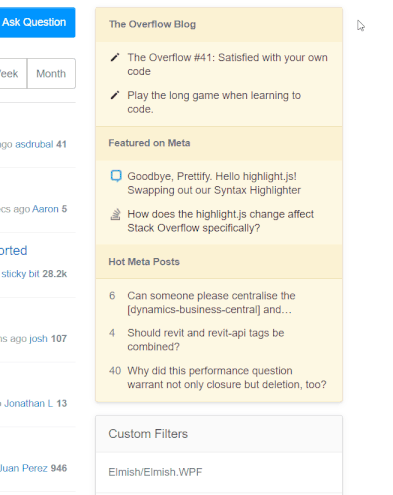 Ask Question
Week
Month
ago asdrubal 41
secs ago Aaron 5
orted
sticky bit 28.2k
ns ago josh 107
Jonathan L 13
Juan Perez 946
The Overflow Blog
The Overflow #41: Satisfied with your own
code
Play the long game when learning to
code.
Featured on Meta
Goodbye, Prettify. Hello highlight.js!
Swapping out our Syntax Highlighter
How does the highlight.js change affect
Stack Overflow specifically?
Hot Meta Posts
6 Can someone please centralise the
[dynamics-business-central] and…
4 Should revit and revit-api tags be
combined?
40 Why did this performance question
warrant not only closure but deletion, too?
Custom Filters
Elmish/Elmish.WPF